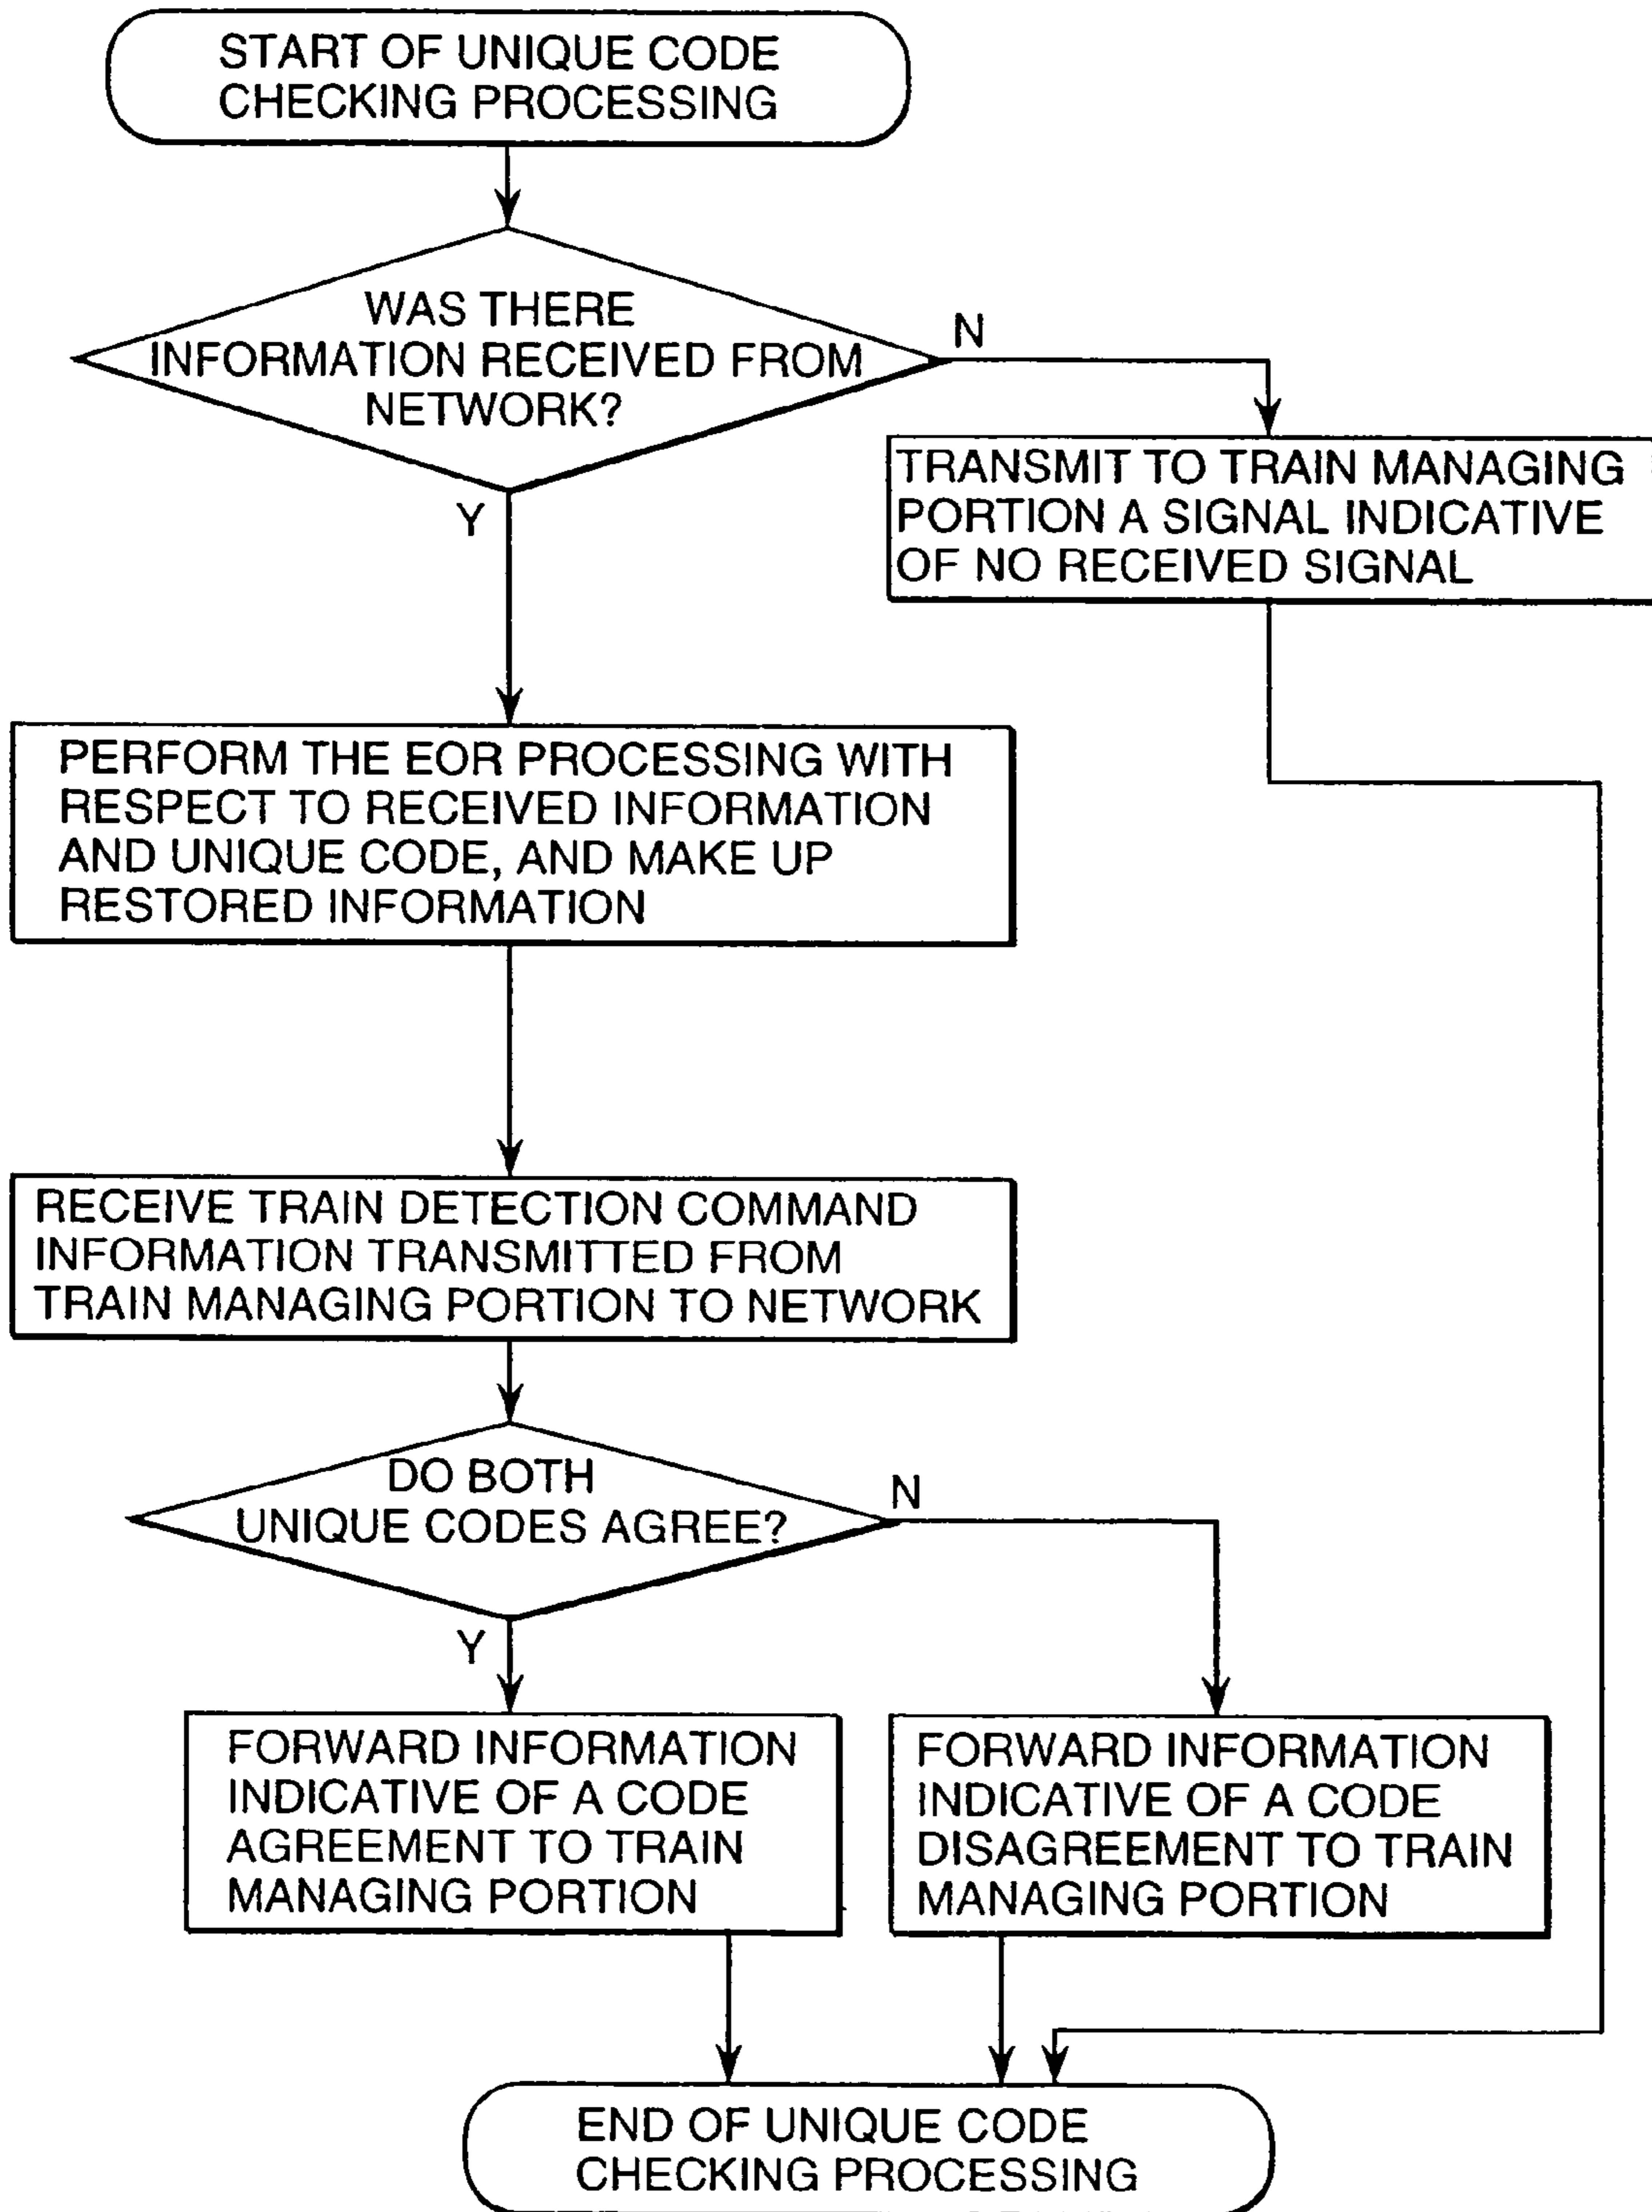 START OF UNIQUE CODE
CHECKING PROCESSING
WAS THERE
INFORMATION RECEIVED FROM
NETWORK?
N
Y
TRANSMIT TO TRAIN MANAGING
PORTION A SIGNAL INDICATIVE
OF NO RECEIVED SIGNAL
PERFORM THE EOR PROCESSING WITH
RESPECT TO RECEIVED INFORMATION
AND UNIQUE CODE, AND MAKE UP
RESTORED INFORMATION
RECEIVE TRAIN DETECTION COMMAND
INFORMATION TRANSMITTED FROM
TRAIN MANAGING PORTION TO NETWORK
DO BOTH
UNIQUE CODES AGREE?
N
Y
FORWARD INFORMATION
INDICATIVE OF A CODE
AGREEMENT TO TRAIN
MANAGING PORTION
FORWARD INFORMATION
INDICATIVE OF A CODE
DISAGREEMENT TO TRAIN
MANAGING PORTION
END OF UNIQUE CODE
CHECKING PROCESSING